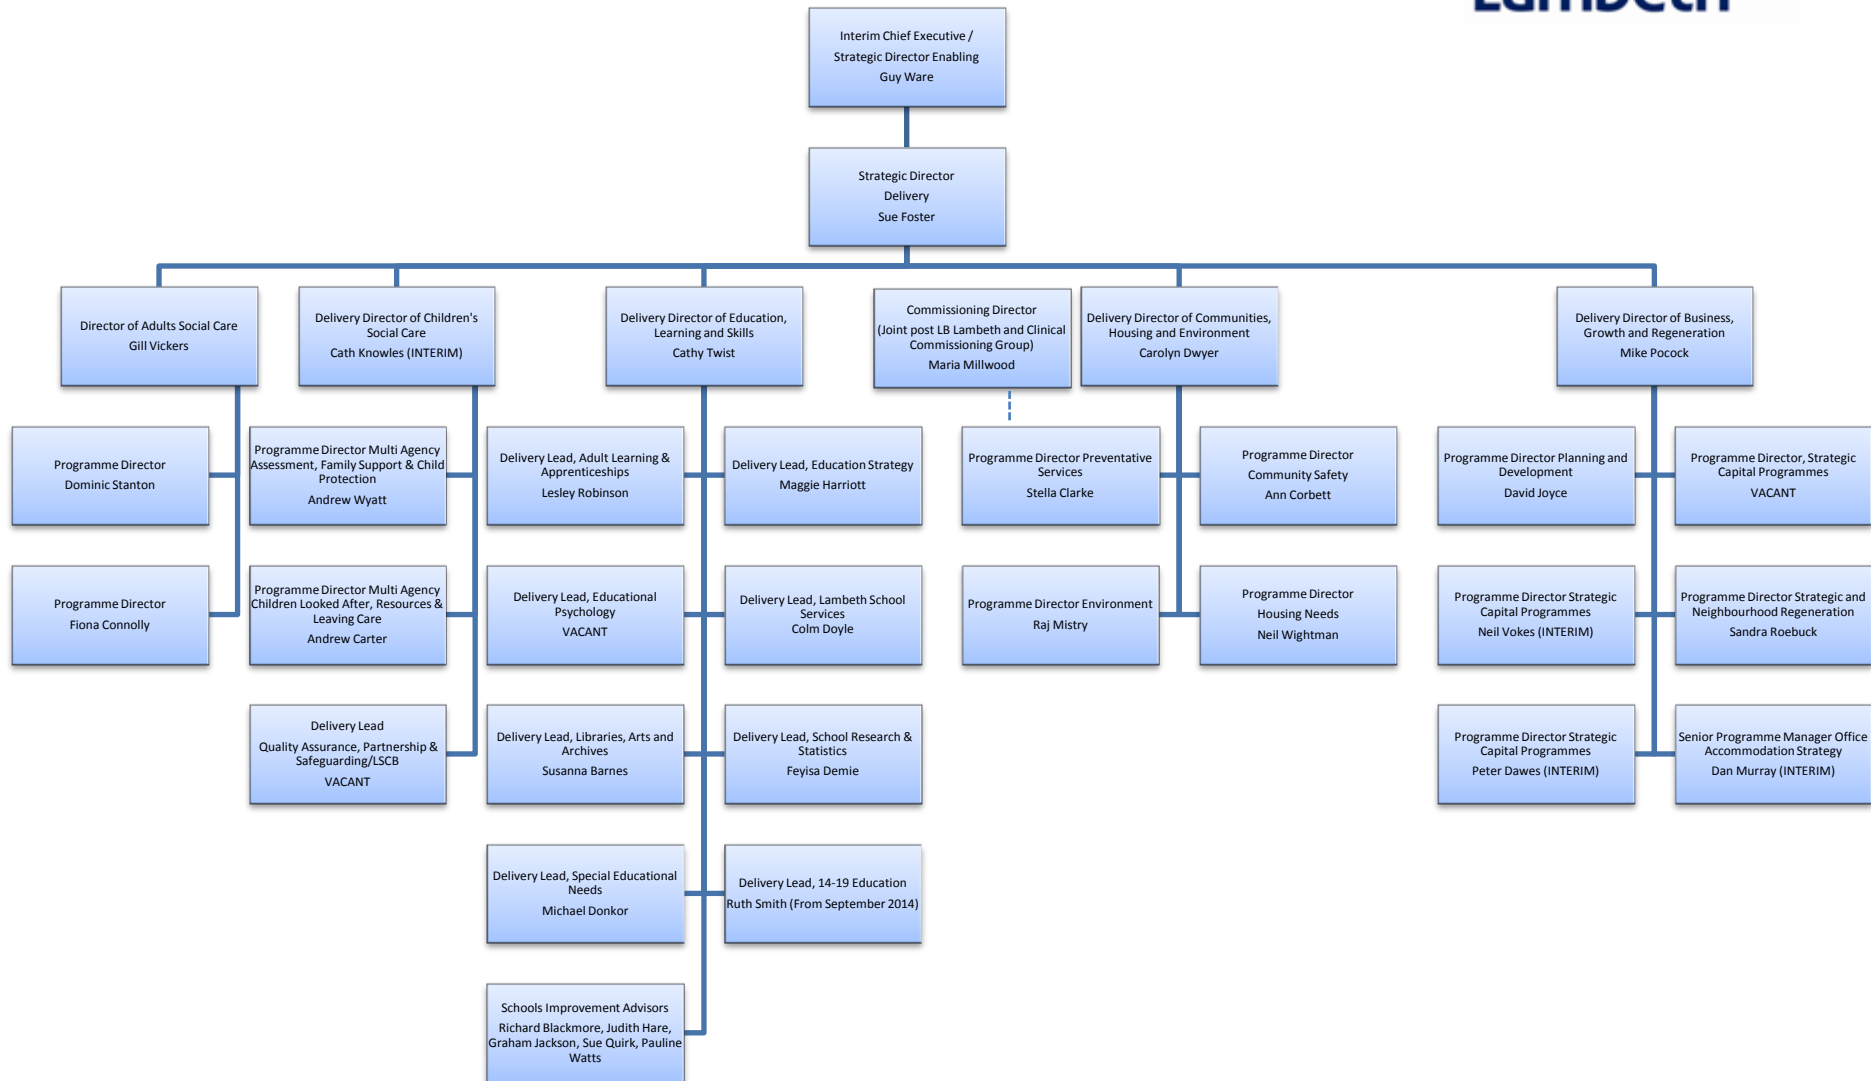 Lambeth
Interim Chief Executive /
Strategic Director Enabling
Guy Ware
Strategic Director
Delivery
Sue Foster
Director of Adults Social Care
Gill Vickers
Delivery Director of Children's
Social Care
Cath Knowles (INTERIM)
Delivery Director of Education,
Learning and Skills
Cathy Twist
Commissioning Director
(Joint post LB Lambeth and Clinical
Commissioning Group)
Maria Millwood
Delivery Director of Communities,
Housing and Environment
Carolyn Dwyer
Delivery Director of Business,
Growth and Regeneration
Mike Pocock
Programme Director
Dominic Stanton
Programme Director Multi Agency
Assessment, Family Support & Child
Protection
Andrew Wyatt
Delivery Lead, Adult Learning &
Apprenticeships
Lesley Robinson
Delivery Lead, Education Strategy
Maggie Harriott
Programme Director Preventative
Services
Stella Clarke
Programme Director
Community Safety
Ann Corbett
Programme Director Planning and
Development
David Joyce
Programme Director, Strategic
Capital Programmes
VACANT
Programme Director
Fiona Connolly
Programme Director Multi Agency
Children Looked After, Resources &
Leaving Care
Andrew Carter
Delivery Lead, Educational
Psychology
VACANT
Delivery Lead, Lambeth School
Services
Colm Doyle
Programme Director Environment
Raj Mistry
Programme Director
Housing Needs
Neil Wightman
Programme Director Strategic
Capital Programmes
Neil Vokes (INTERIM)
Programme Director Strategic and
Neighbourhood Regeneration
Sandra Roebuck
Delivery Lead
Quality Assurance, Partnership &
Safeguarding/LSCB
VACANT
Delivery Lead, Libraries, Arts and
Archives
Susanna Barnes
Delivery Lead, School Research &
Statistics
Feyisa Demie
Programme Director Strategic
Capital Programmes
Peter Dawes (INTERIM)
Senior Programme Manager Office
Accommodation Strategy
Dan Murray (INTERIM)
Delivery Lead, Special Educational
Needs
Michael Donkor
Delivery Lead, 14-19 Education
Ruth Smith (From September 2014)
Schools Improvement Advisors
Richard Blackmore, Judith Hare,
Graham Jackson, Sue Quirk, Pauline
Watts